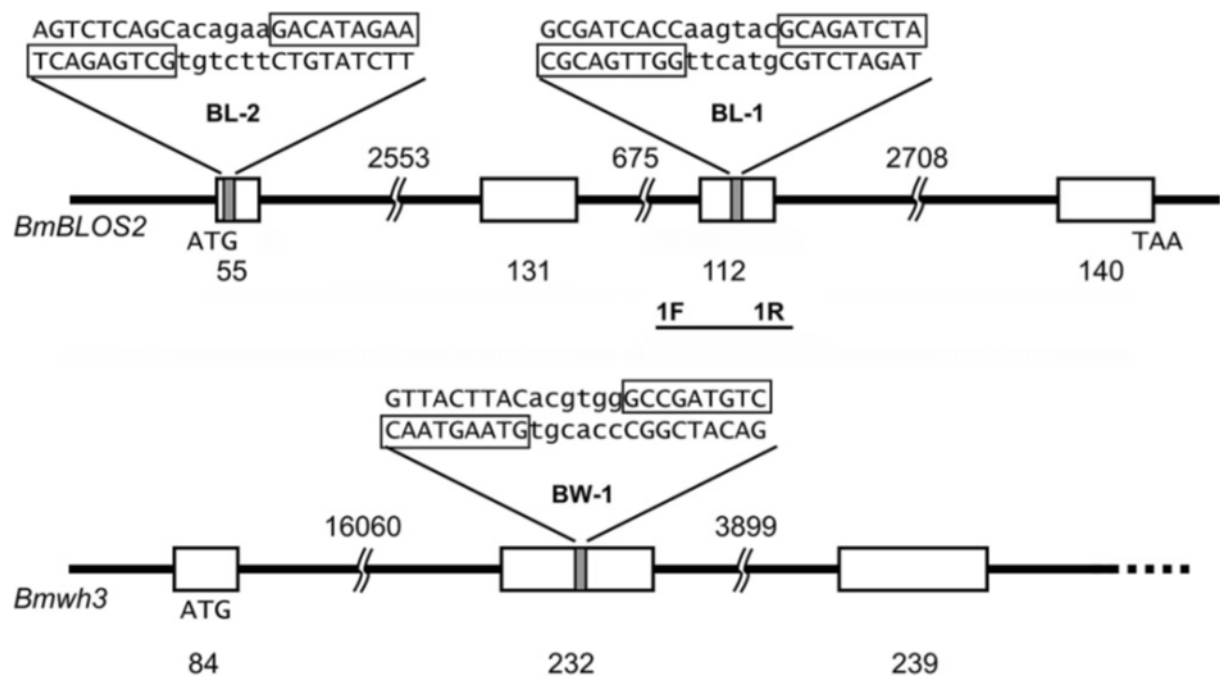 AGTCTCAGCacagaaGACATAGAA
TCAGAGTCGtgtcttCTGTATCTT
BL-2
GCGATCACCaagtacGCAGATCTA
CGCAGTTGGttcatgCGTCTAGAT
BL-1
2553
675
2708
BmBLOS2
ATG
TAA
55
131
112
140
1F
1R
GTTACTTACacgtggGCCGATGTC
CAATGAATGtgcaccCGGCTACAG
BW-1
16060
3899
Bmwh3
ATG
84
232
239